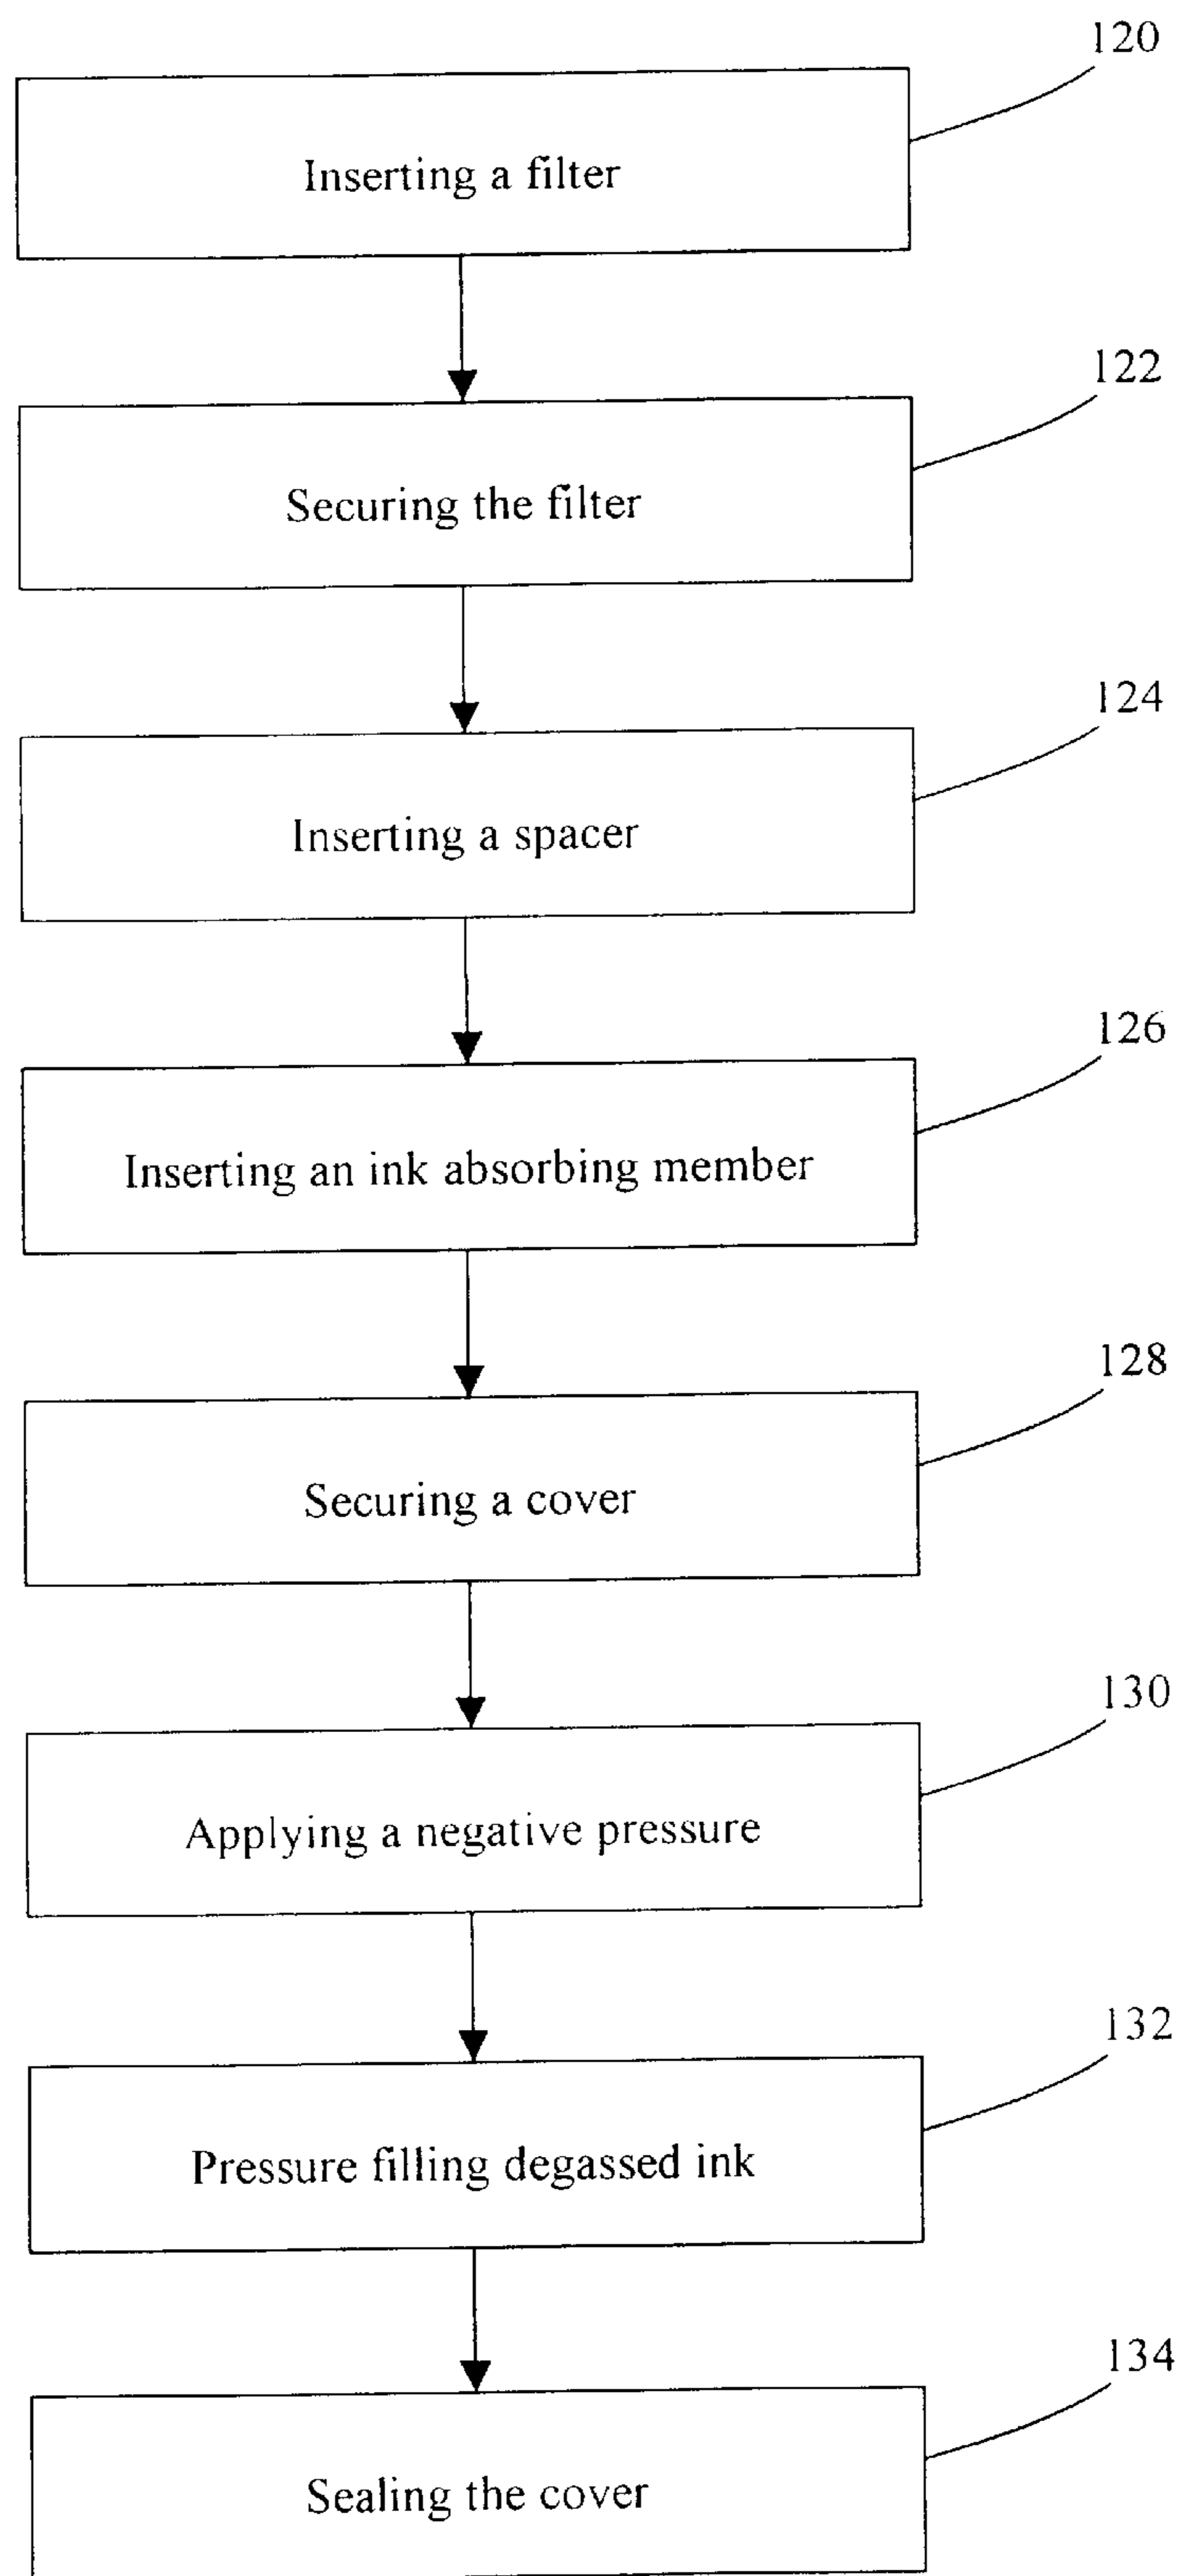 120
Inserting a filter
122
Securing the filter
124
Inserting a spacer
126
Inserting an ink absorbing member
128
Securing a cover
130
Applying a negative pressure
132
Pressure filling degassed ink
134
Sealing the cover